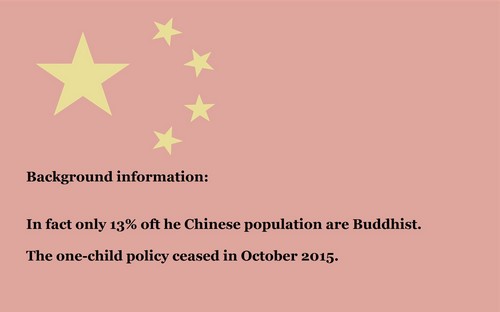 Background information:
In fact only 13% oft he Chinese population are Buddhist.
The one-child policy ceased in October 2015.